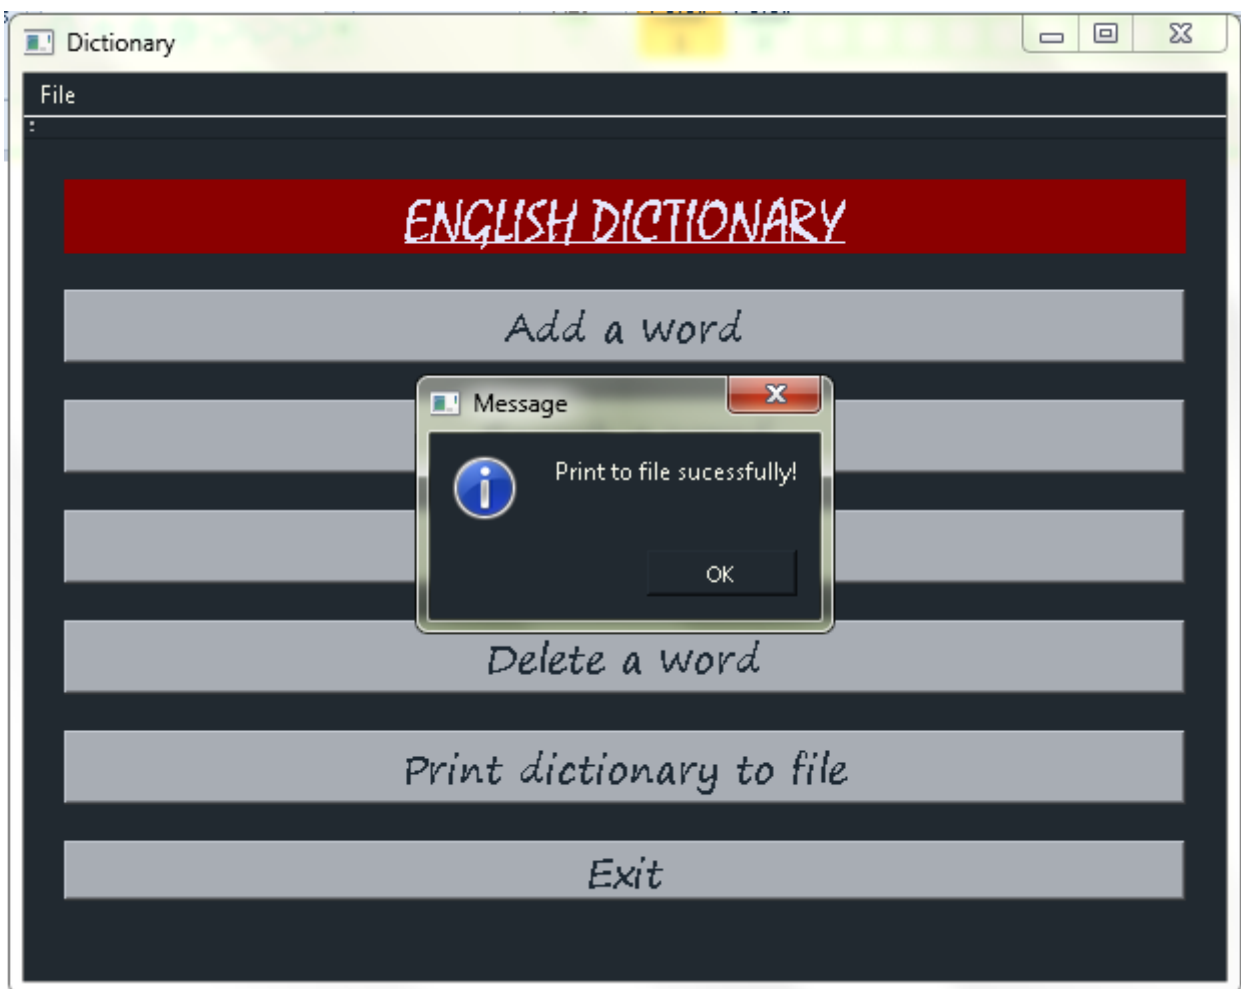 Dictionary
File
ENGLISH DICTIONARY
Add a word
Message
Print to file sucessfully!
OK
Delete a word
Print dictionary to file
Exit